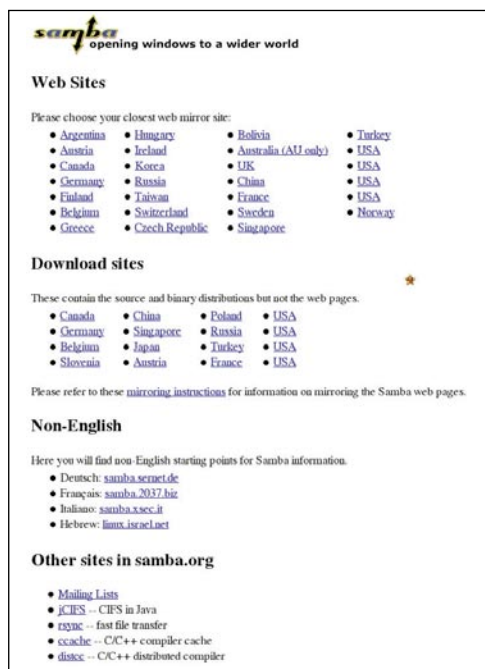 samba
opening windows to a wider world
Web Sites
Please choose your closest web mirror site:
Argentina
Austria
Canada
Germany
Finland
Belgium
Greece
Hungary
Ireland
Korea
Russia
Taiwan
Switzerland
Czech Republic
Bolivia
Australia (AU only)
UK
China
France
Sweden
Singapore
Turkey
USA
USA
USA
USA
Norway
Download sites
These contain the source and binary distributions but not the web pages.
Canada
Germany
Belgium
Slovenia
China
Singapore
Japan
Austria
Poland
Russia
Turkey
France
USA
USA
USA
USA
Please refer to these mirroring instructions for information on mirroring the Samba web pages.
Non-English
Here you will find non-English starting points for Samba information.
Deutsch: samba.sernet.de
Français: samba.2037.biz
Italiano: samba.xsec.it
Hebrew: linux.israel.net
Other sites in samba.org
Mailing Lists
jCIFS -- CIFS in Java
rsync -- fast file transfer
ccache -- C/C++ compiler cache
distcc -- C/C++ distributed compiler